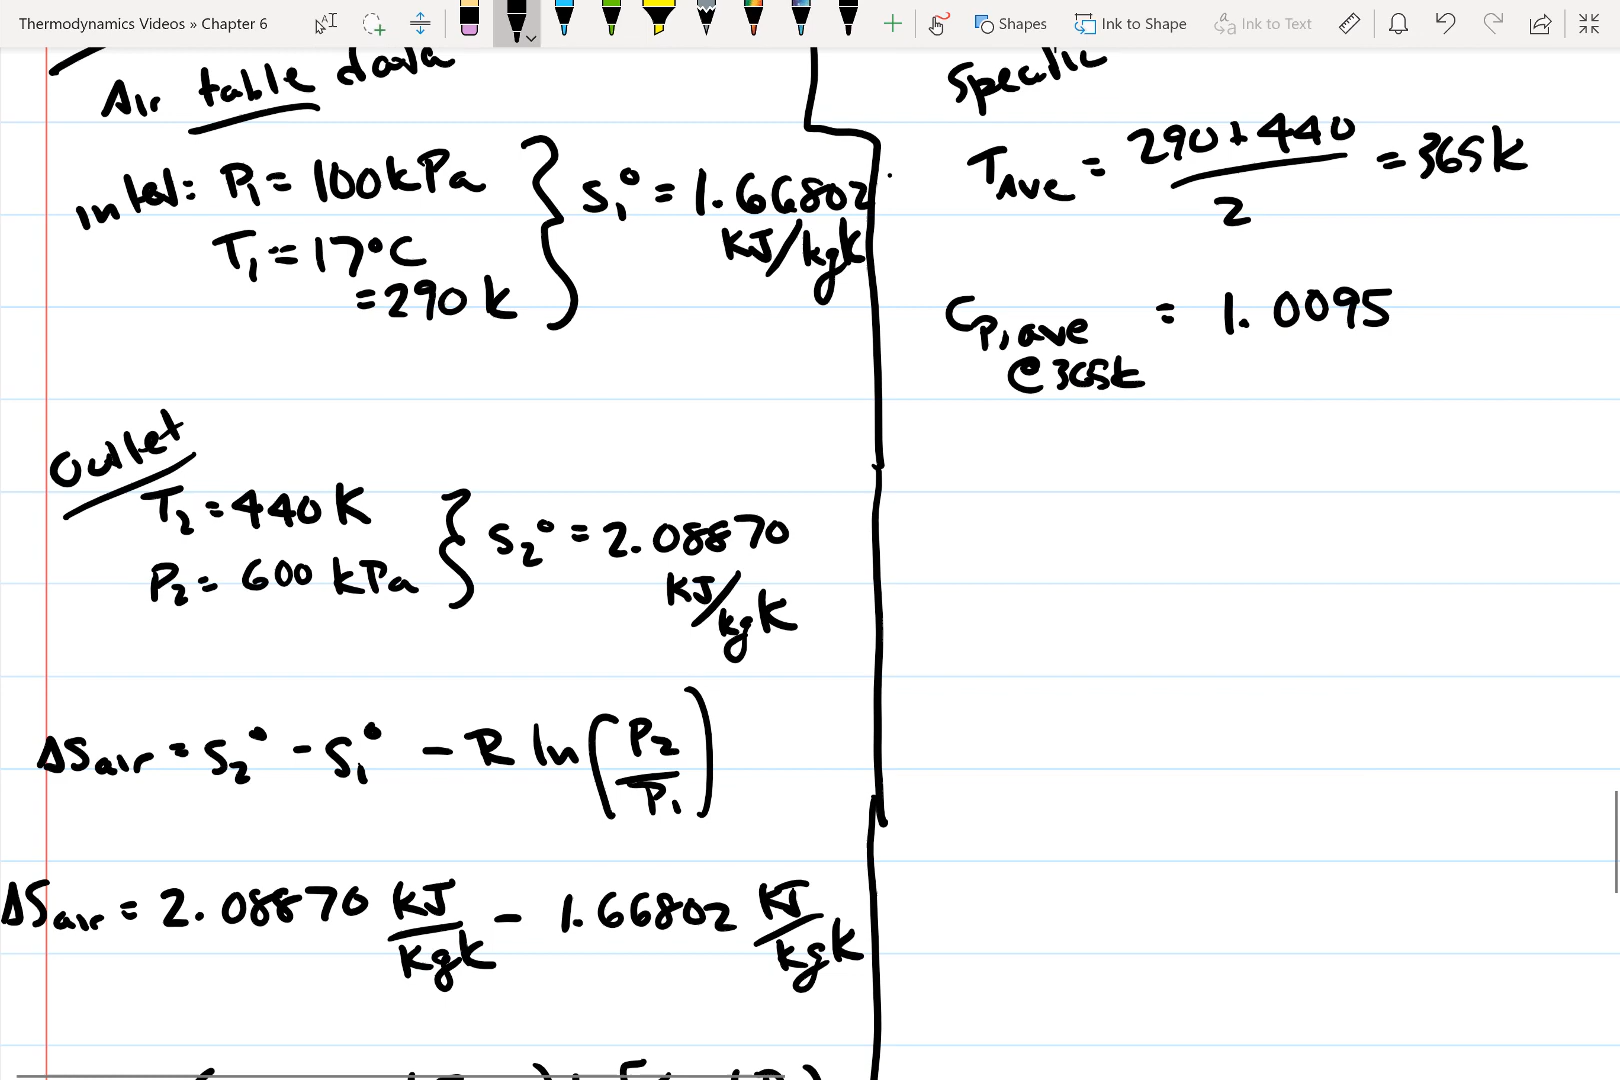 Thermodynamics Videos » Chapter 6
Shapes
Ink to Shape
Ink to Text
Air table data
Inlet: P₁ = 100 kPa
T₁ = 17°C
= 290 K
S₁° = 1.66802
KJ/kgK
Outlet
T₂ = 440 K
P₂ = 600 kPa
S₂° = 2.08870
KJ/kgK
ΔSair = S₂° - S₁° - R ln(P₂/P₁)
ΔSair = 2.08870 KJ/kgK - 1.66802 KJ/kgK
Specific
TAve = (290 + 440)/2 = 365 K
CP,ave = 1.0095
@365k